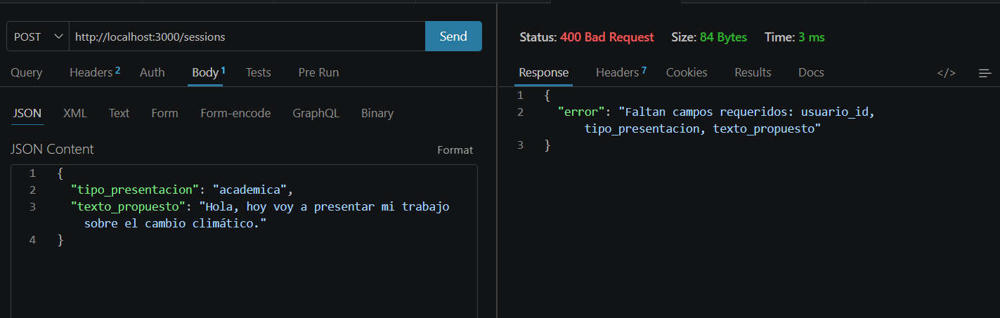 POST http://localhost:3000/sessions Send
Query Headers 2 Auth Body 1 Tests Pre Run
JSON XML Text Form Form-encode GraphQL Binary
JSON Content Format
1 {
2 "tipo_presentacion": "academica",
3 "texto_propuesto": "Hola, hoy voy a presentar mi trabajo
sobre el cambio climático."
4 }
Status: 400 Bad Request Size: 84 Bytes Time: 3 ms
Response Headers 7 Cookies Results Docs </>
1 {
2 "error": "Faltan campos requeridos: usuario_id,
tipo_presentacion, texto_propuesto"
3 }